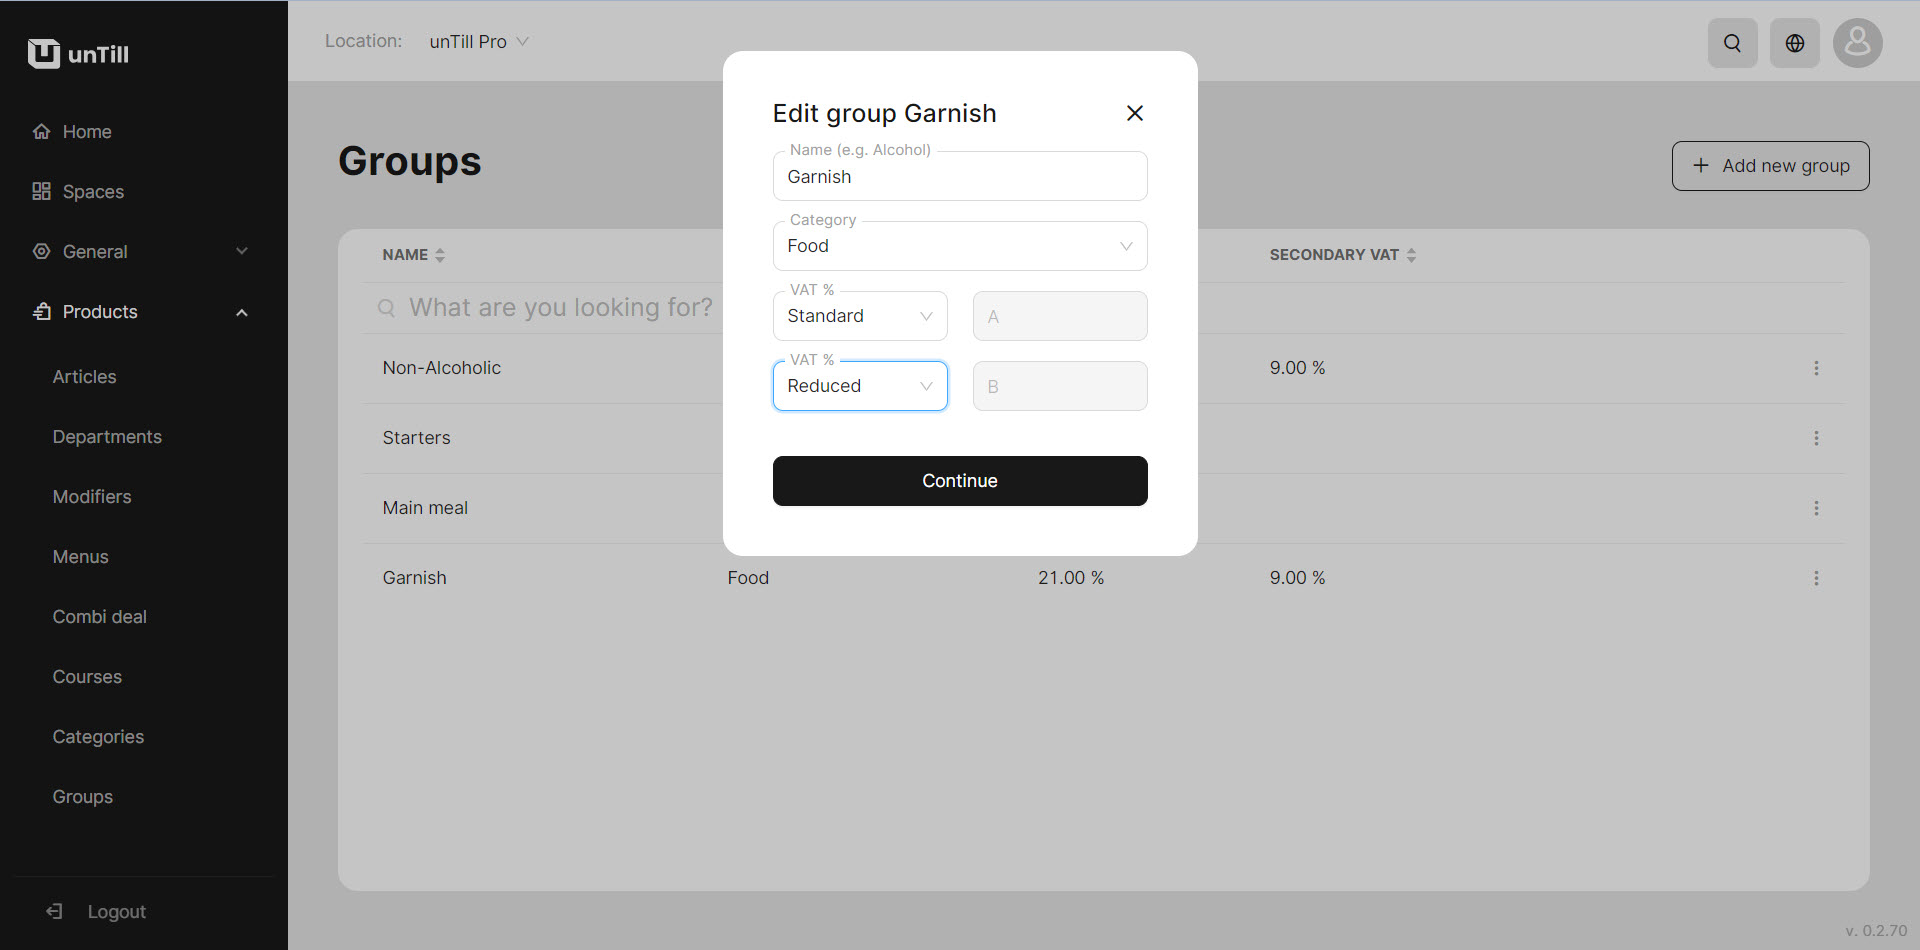 unTill
Home
Spaces
General
Products
Articles
Departments
Modifiers
Menus
Combi deal
Courses
Categories
Groups
Logout
Location: unTill Pro
Groups
Add new group
NAME SECONDARY VAT
What are you looking for?
Non-Alcoholic 9.00 %
Starters
Main meal
Garnish Food 21.00 % 9.00 %
Edit group Garnish
Name (e.g. Alcohol)
Garnish
Category
Food
VAT %
Standard A
VAT %
Reduced B
Continue
v. 0.2.70